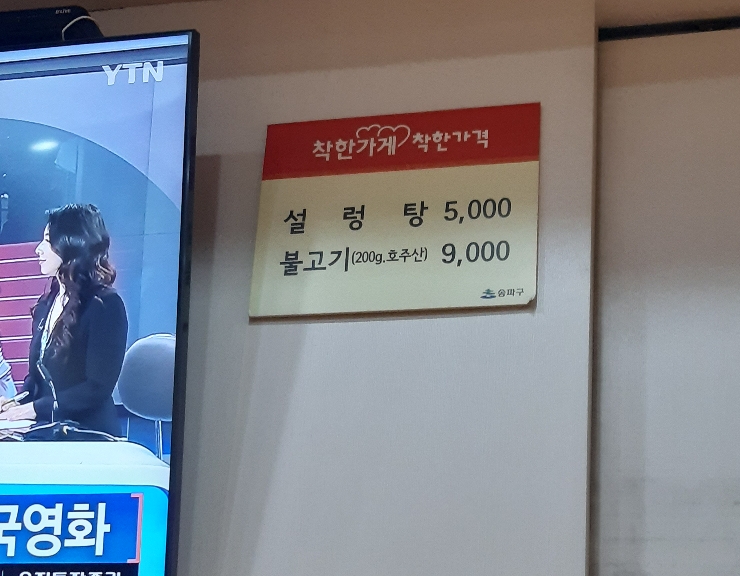 YTN
착한가게 착한가격
설 렁 탕 5,000
불고기(200g.호주산) 9,000
송파구
국영화